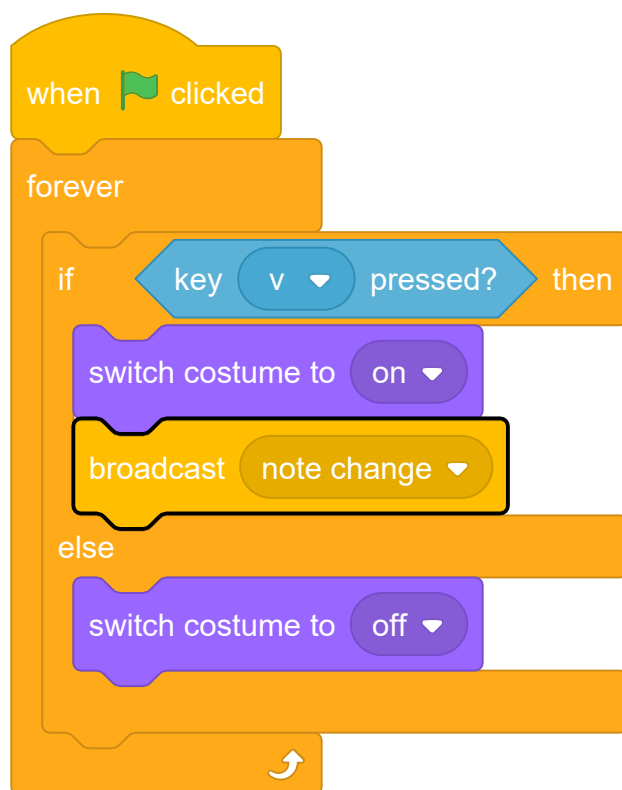 when clicked
forever
if key v pressed? then
switch costume to on
broadcast note change
else
switch costume to off